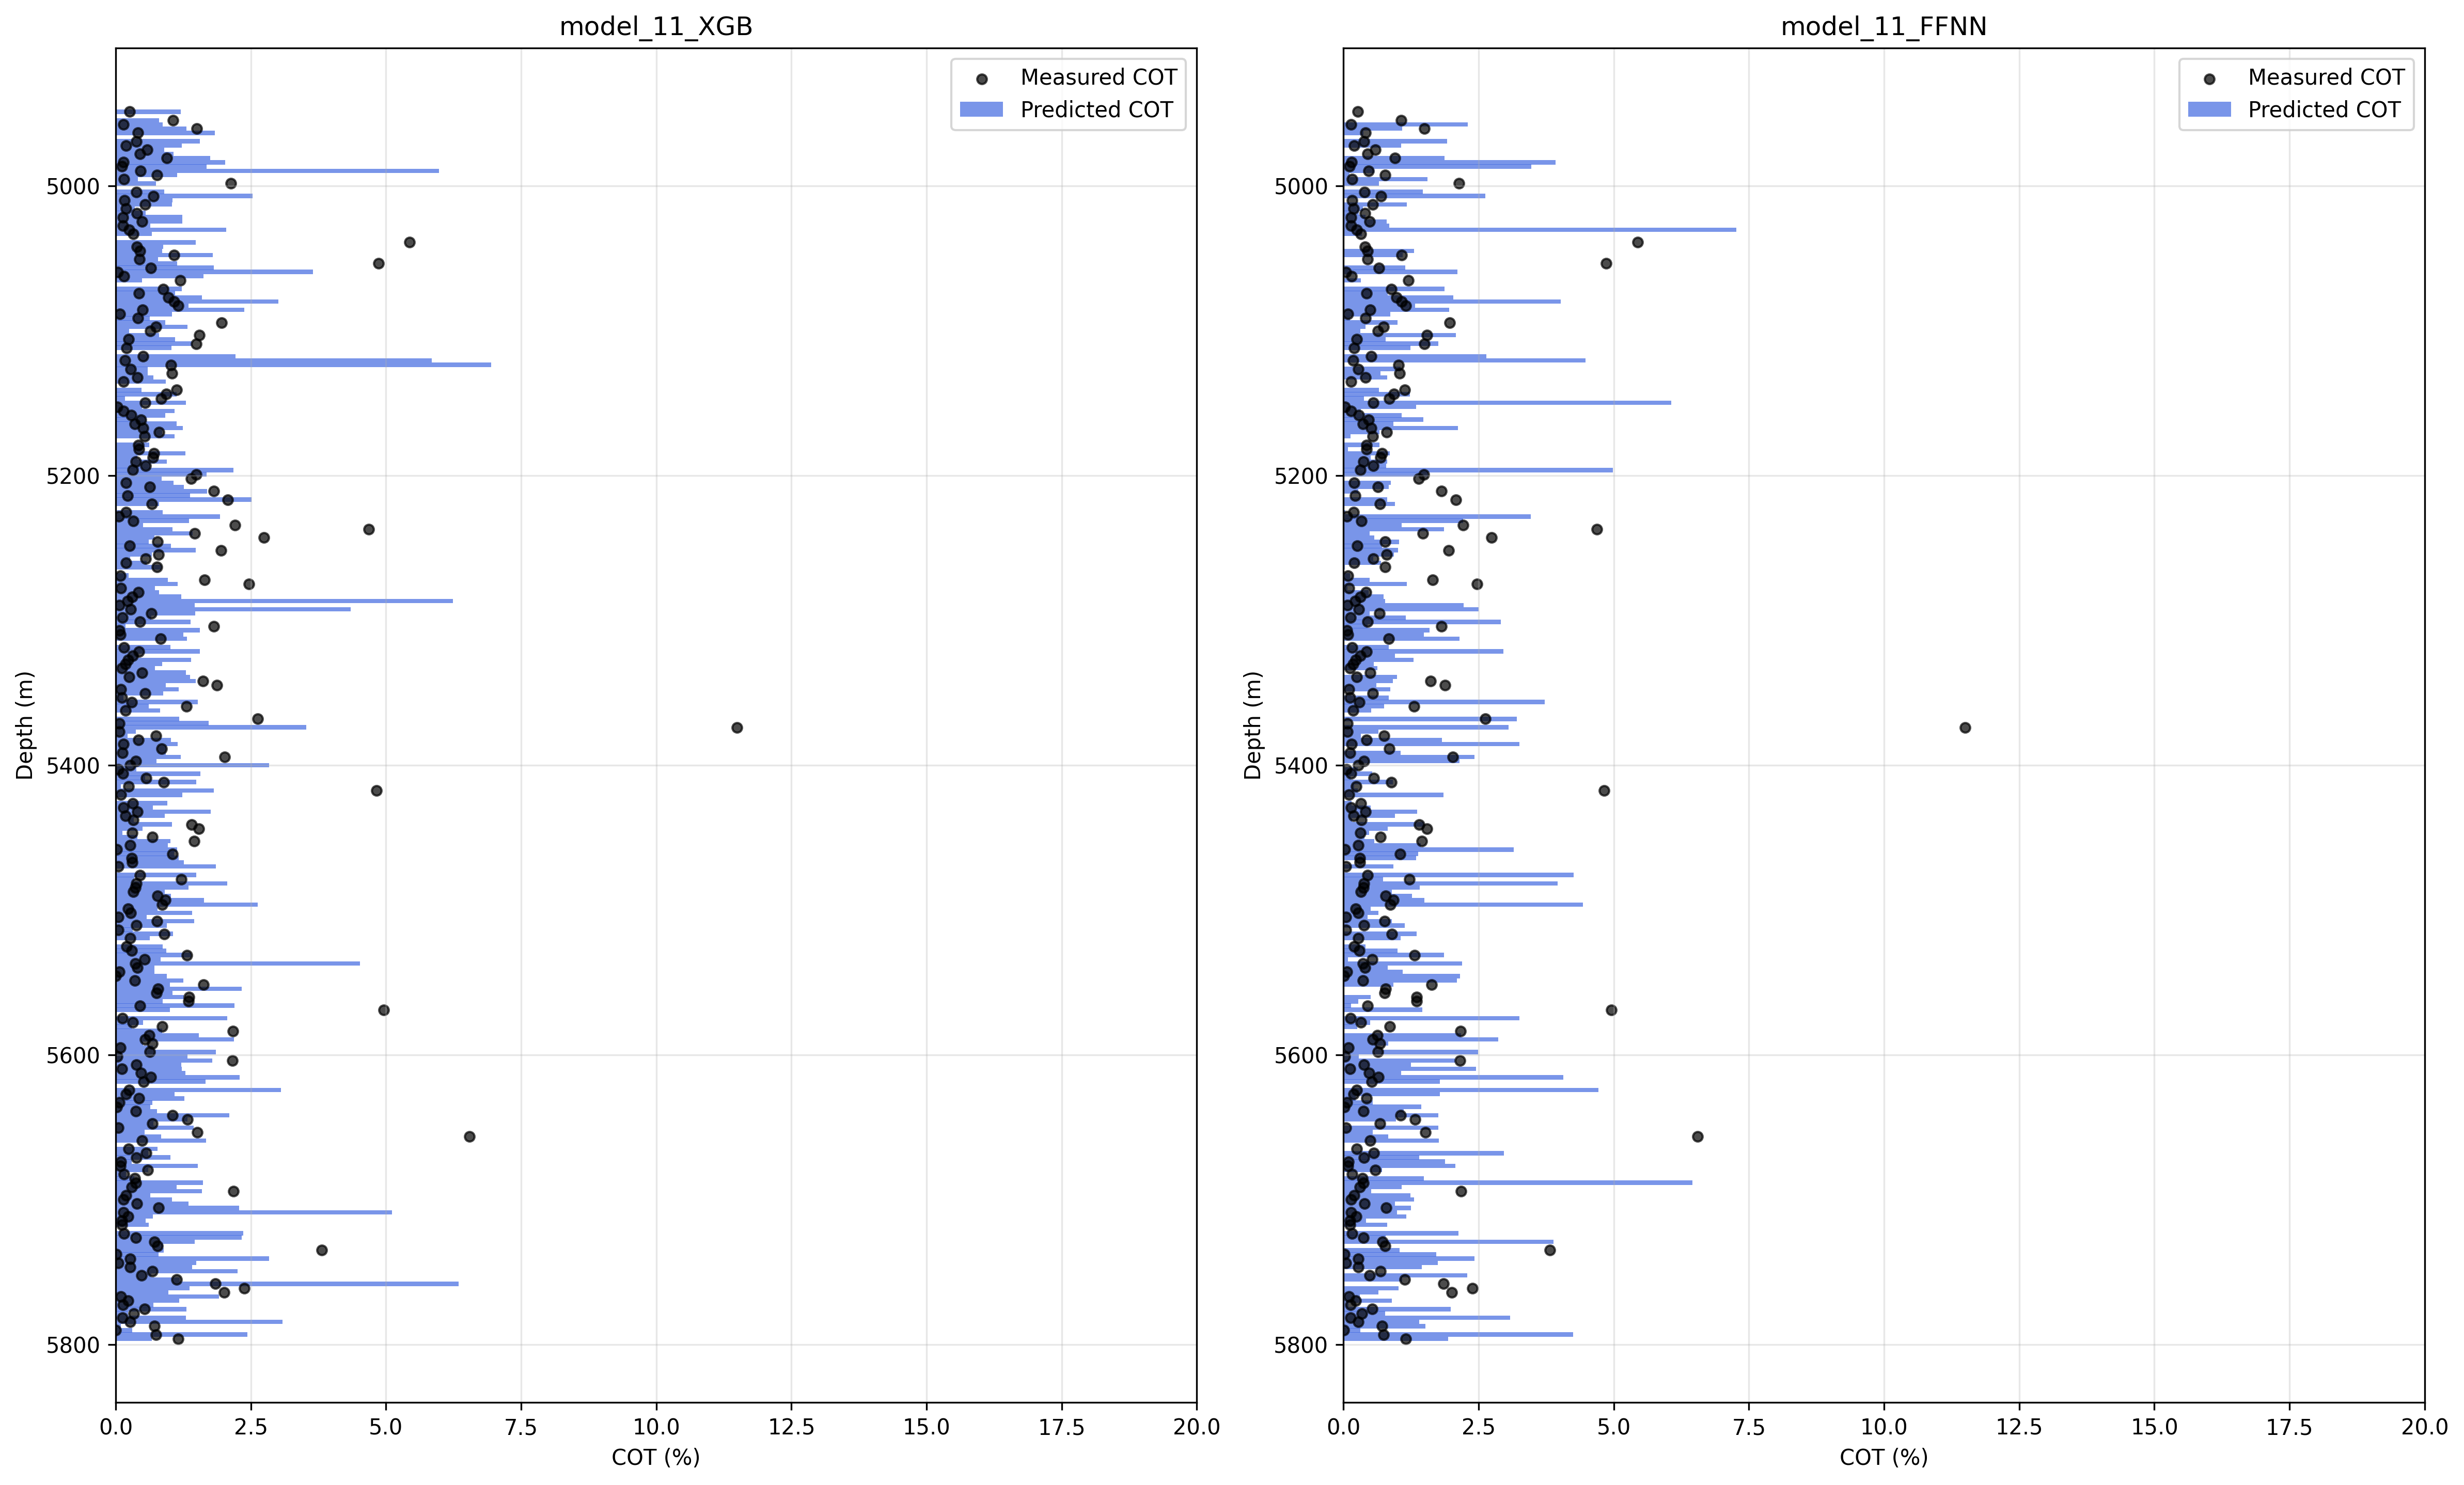 model_11_XGB
Measured COT
Predicted COT
Depth (m)
5000
5200
5400
5600
5800
0.0 2.5 5.0 7.5 10.0 12.5 15.0 17.5 20.0
COT (%)
model_11_FFNN
Measured COT
Predicted COT
Depth (m)
5000
5200
5400
5600
5800
0.0 2.5 5.0 7.5 10.0 12.5 15.0 17.5 20.0
COT (%)